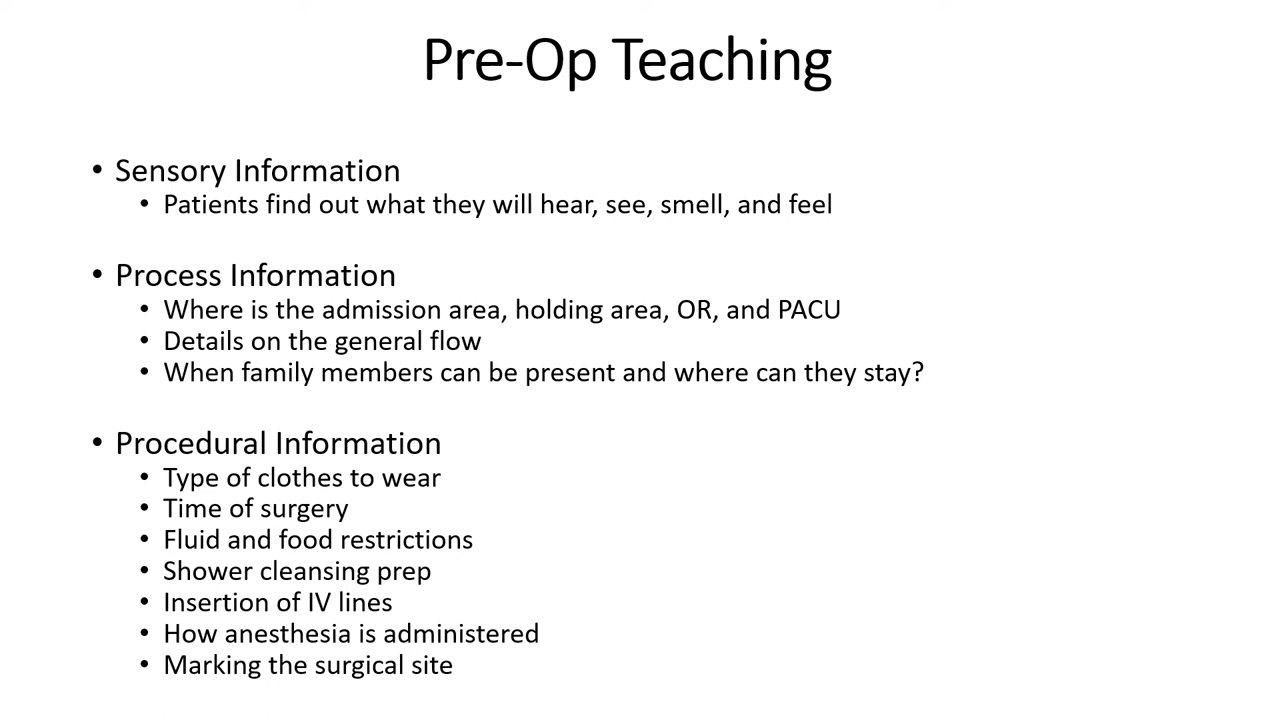 Pre-Op Teaching
• Sensory Information
• Patients find out what they will hear, see, smell, and feel
• Process Information
• Where is the admission area, holding area, OR, and PACU
• Details on the general flow
• When family members can be present and where can they stay?
• Procedural Information
• Type of clothes to wear
• Time of surgery
• Fluid and food restrictions
• Shower cleansing prep
• Insertion of IV lines
• How anesthesia is administered
• Marking the surgical site